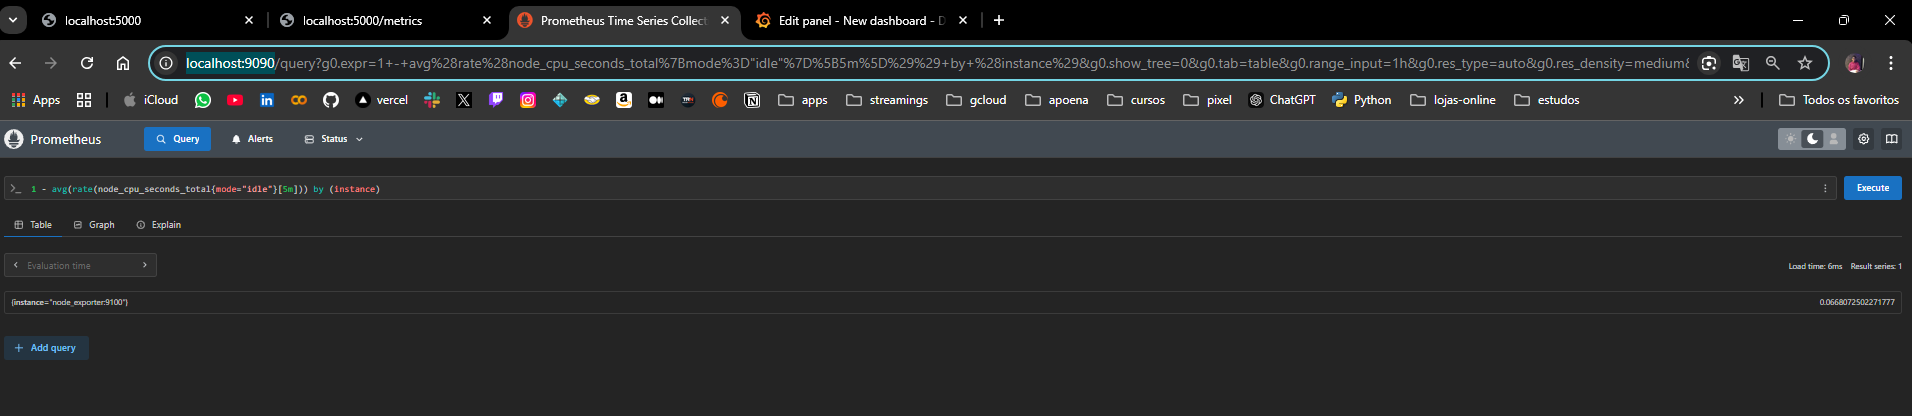 localhost:5000
localhost:5000/metrics
Prometheus Time Series Collect
Edit panel - New dashboard - D
localhost:9090/query?g0.expr=1+-+avg%28rate%28node_cpu_seconds_total%7Bmode%3D"idle"%7D%5B5m%5D%29%29+by+%28instance%29&g0.show_tree=0&g0.tab=table&g0.range_input=1h&g0.res_type=auto&g0.res_density=medium&
Apps iCloud vercel apps streamings gcloud apoena cursos pixel ChatGPT Python lojas-online estudos » Todos os favoritos
Prometheus Query Alerts Status
>_ 1 - avg(rate(node_cpu_seconds_total{mode="idle"}[5m])) by (instance) Execute
Table Graph Explain
Evaluation time
Load time: 6ms Result series: 1
{instance="node_exporter:9100"} 0.0668072502271777
+ Add query